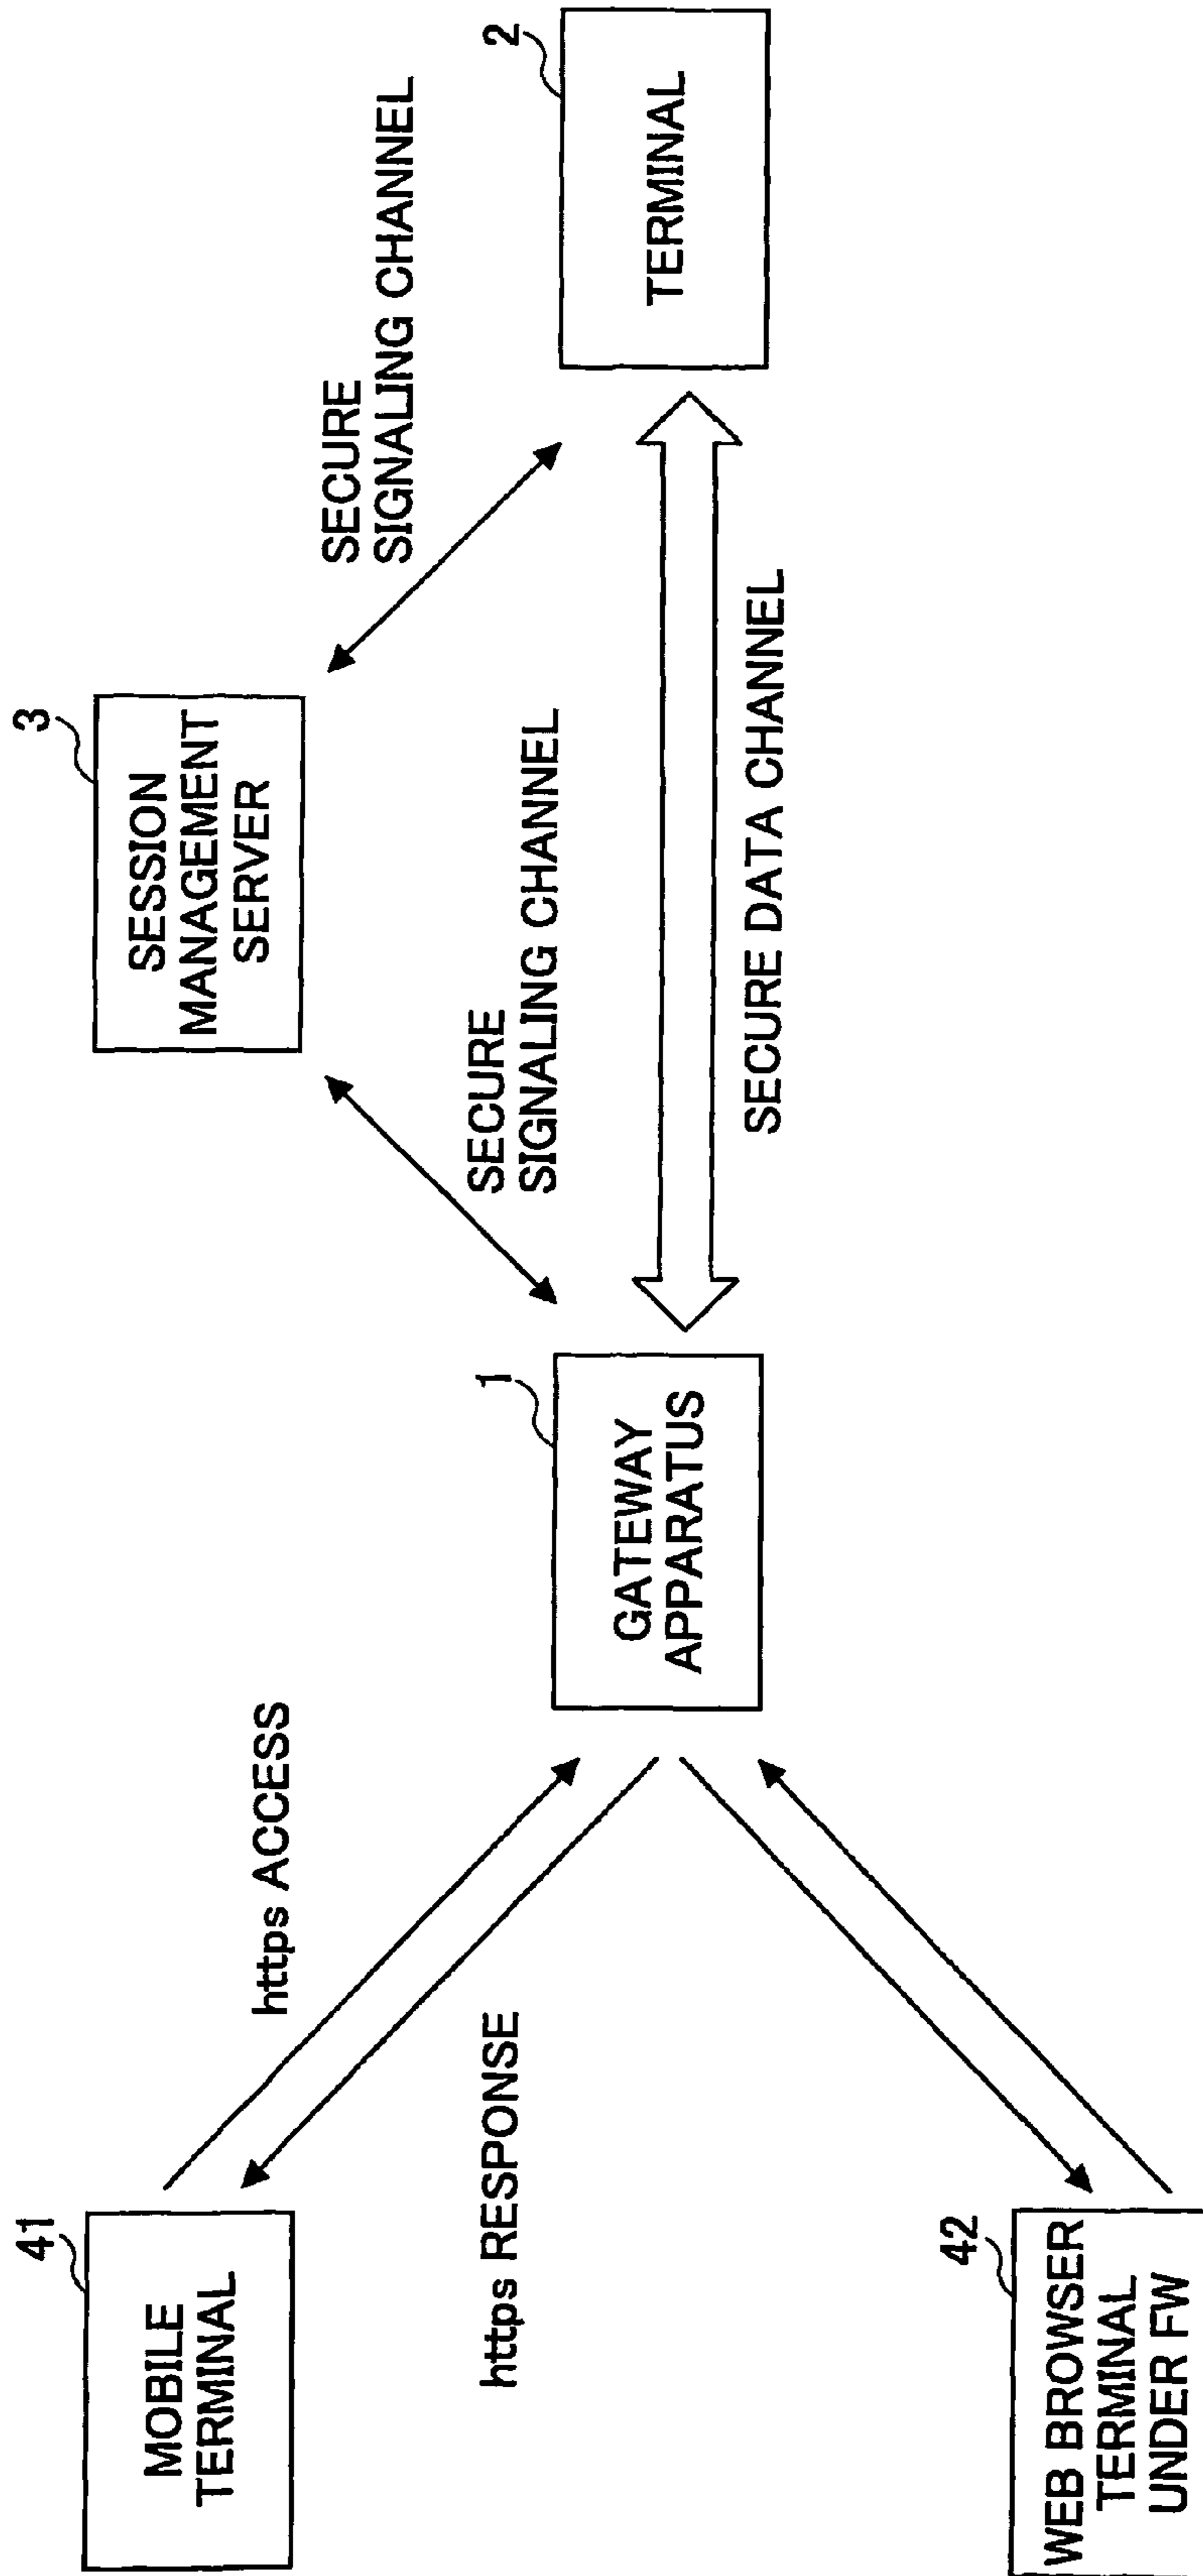 41
MOBILE
TERMINAL
https ACCESS
https RESPONSE
42
WEB BROWSER
TERMINAL
UNDER FW
1
GATEWAY
APPARATUS
3
SESSION
MANAGEMENT
SERVER
SECURE
SIGNALING CHANNEL
SECURE
SIGNALING CHANNEL
SECURE DATA CHANNEL
2
TERMINAL